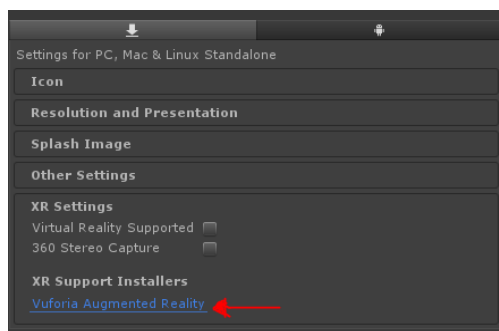 Settings for PC, Mac & Linux Standalone
Icon
Resolution and Presentation
Splash Image
Other Settings
XR Settings
Virtual Reality Supported
360 Stereo Capture
XR Support Installers
Vuforia Augmented Reality